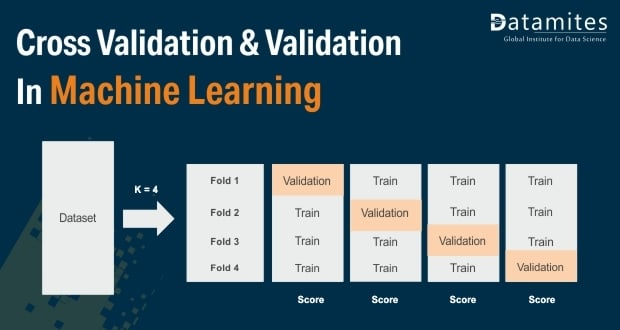 Datamites
Global Institute for Data Science
Cross Validation & Validation
In Machine Learning
Dataset
K = 4
Fold 1 Validation Train Train Train
Fold 2 Train Validation Train Train
Fold 3 Train Train Validation Train
Fold 4 Train Train Train Validation
Score Score Score Score